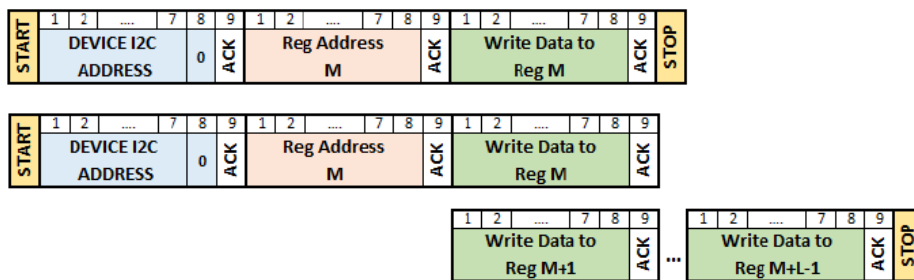 START 1 2 .... 7 8 9 1 2 .... 7 8 9 1 2 .... 7 8 9 STOP
DEVICE I2C ADDRESS 0 ACK Reg Address M ACK Write Data to Reg M ACK
START 1 2 .... 7 8 9 1 2 .... 7 8 9 1 2 .... 7 8 9
DEVICE I2C ADDRESS 0 ACK Reg Address M ACK Write Data to Reg M ACK
1 2 .... 7 8 9 1 2 .... 7 8 9
Write Data to Reg M+1 ACK ... Write Data to Reg M+L-1 ACK STOP